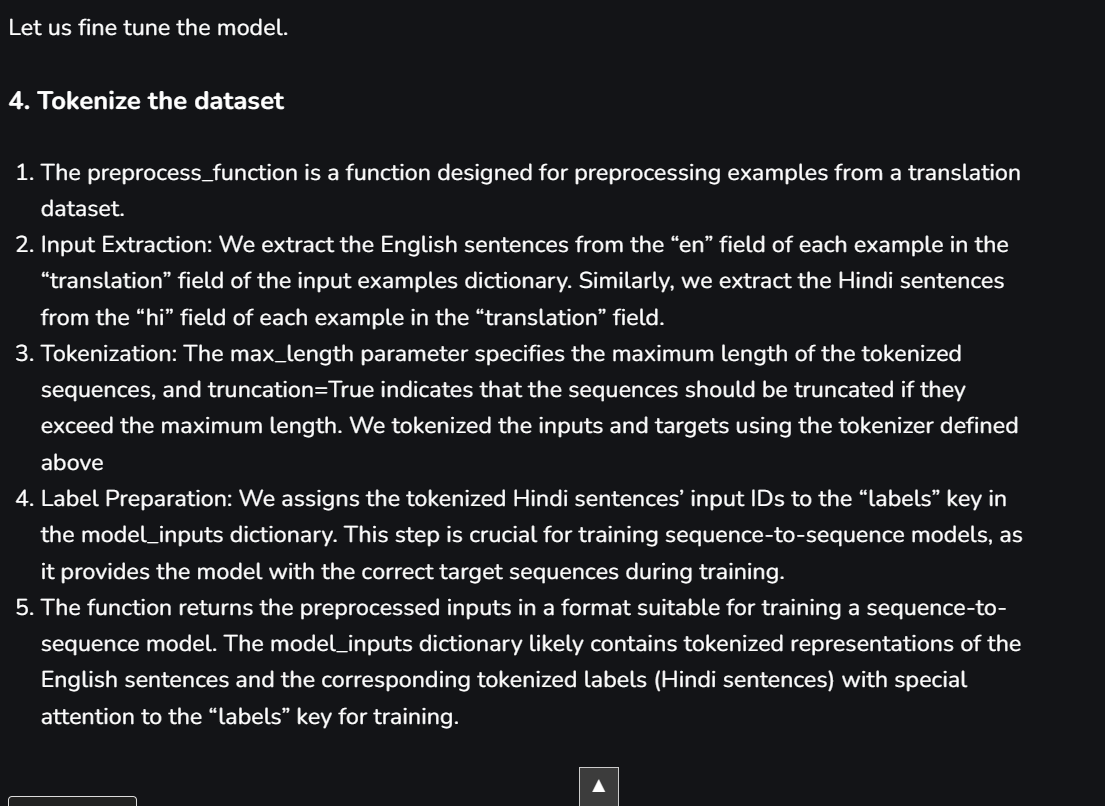 Let us fine tune the model.
4. Tokenize the dataset
1. The preprocess_function is a function designed for preprocessing examples from a translation
dataset.
2. Input Extraction: We extract the English sentences from the “en” field of each example in the
“translation” field of the input examples dictionary. Similarly, we extract the Hindi sentences
from the “hi” field of each example in the “translation” field.
3. Tokenization: The max_length parameter specifies the maximum length of the tokenized
sequences, and truncation=True indicates that the sequences should be truncated if they
exceed the maximum length. We tokenized the inputs and targets using the tokenizer defined
above
4. Label Preparation: We assigns the tokenized Hindi sentences’ input IDs to the “labels” key in
the model_inputs dictionary. This step is crucial for training sequence-to-sequence models, as
it provides the model with the correct target sequences during training.
5. The function returns the preprocessed inputs in a format suitable for training a sequence-to-
sequence model. The model_inputs dictionary likely contains tokenized representations of the
English sentences and the corresponding tokenized labels (Hindi sentences) with special
attention to the “labels” key for training.